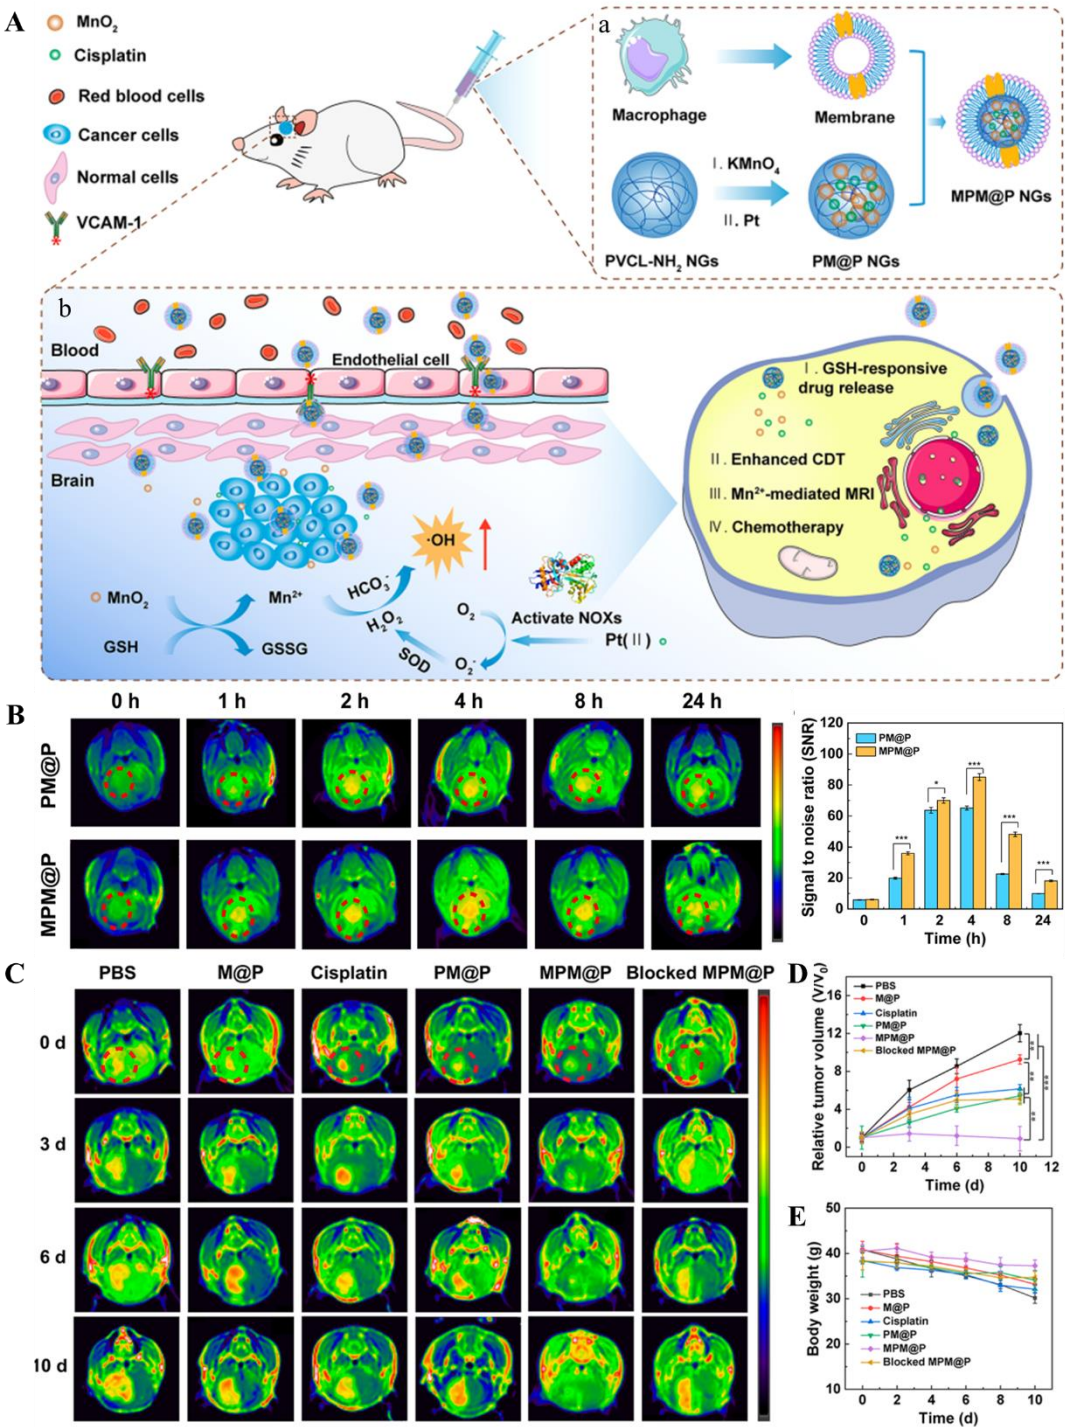 A
MnO2
Cisplatin
Red blood cells
Cancer cells
Normal cells
VCAM-1
a
Macrophage
Membrane
I. KMnO4
II. Pt
PVCL-NH2 NGs
PM@P NGs
MPM@P NGs
b
Blood
Endothelial cell
Brain
MnO2
GSH
Mn2+
GSSG
HCO3-
H2O2
·OH
SOD
O2
O2-
Activate NOXs
Pt(II)
I. GSH-responsive
drug release
II. Enhanced CDT
III. Mn2+-mediated MRI
IV. Chemotherapy
B
0 h 1 h 2 h 4 h 8 h 24 h
PM@P
MPM@P
Signal to noise ratio (SNR)
120
100
80
60
40
20
0
PM@P
MPM@P
***
*
***
***
***
0 1 2 4 8 24
Time (h)
C
PBS M@P Cisplatin PM@P MPM@P Blocked MPM@P
0 d
3 d
6 d
10 d
D
Relative tumor volume (V/V0)
16
12
8
4
0
PBS
M@P
Cisplatin
PM@P
MPM@P
Blocked MPM@P
**
**
**
***
0 2 4 6 8 10 12
Time (d)
E
Body weight (g)
50
40
30
20
10
PBS
M@P
Cisplatin
PM@P
MPM@P
Blocked MPM@P
0 2 4 6 8 10
Time (d)